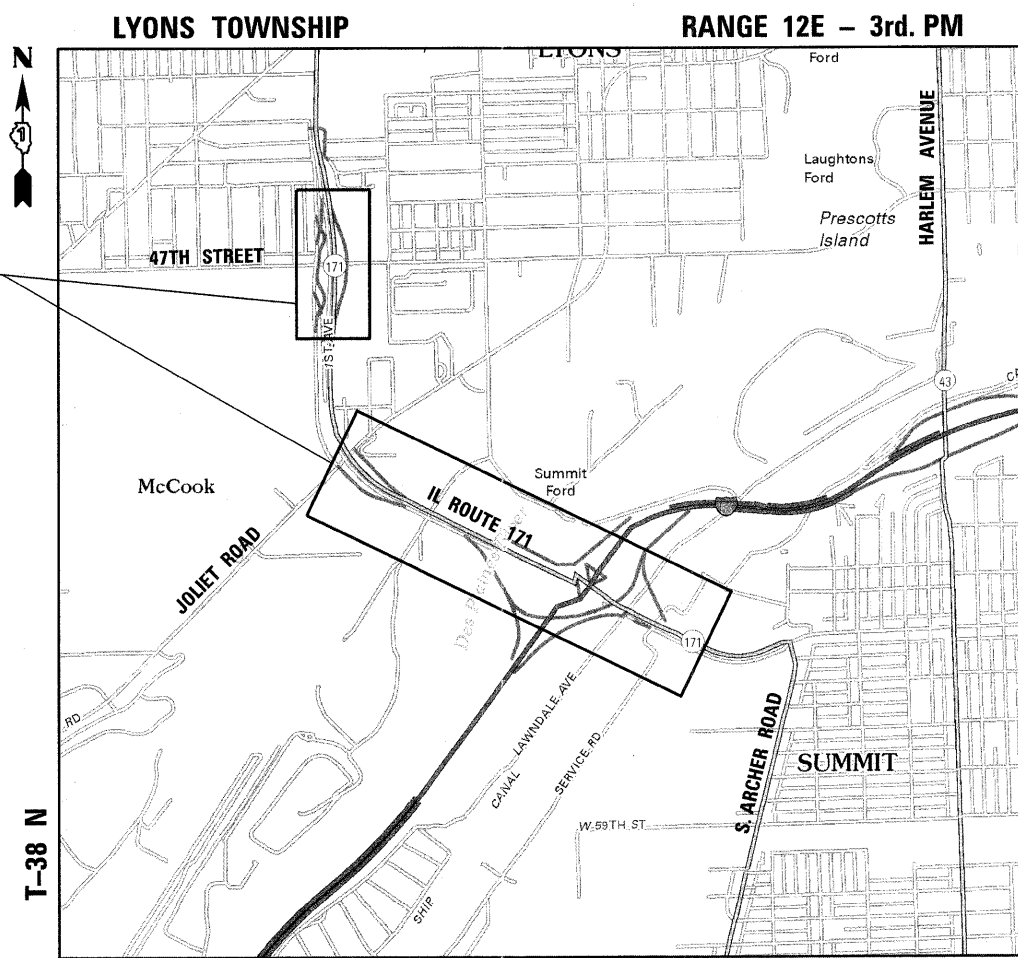 LYONS TOWNSHIP
RANGE 12E – 3rd. PM
N
LYONS
Ford
HARLEM AVENUE
Laughtons
Ford
Prescotts
Island
47TH STREET
171
1ST AVE
43
McCook
Summit
Ford
IL ROUTE 171
JOLIET ROAD
171
RD
LAWNDALE AVE
CANAL
SERVICE RD
S. ARCHER ROAD
SUMMIT
W 59TH ST
SHIP
T–38 N